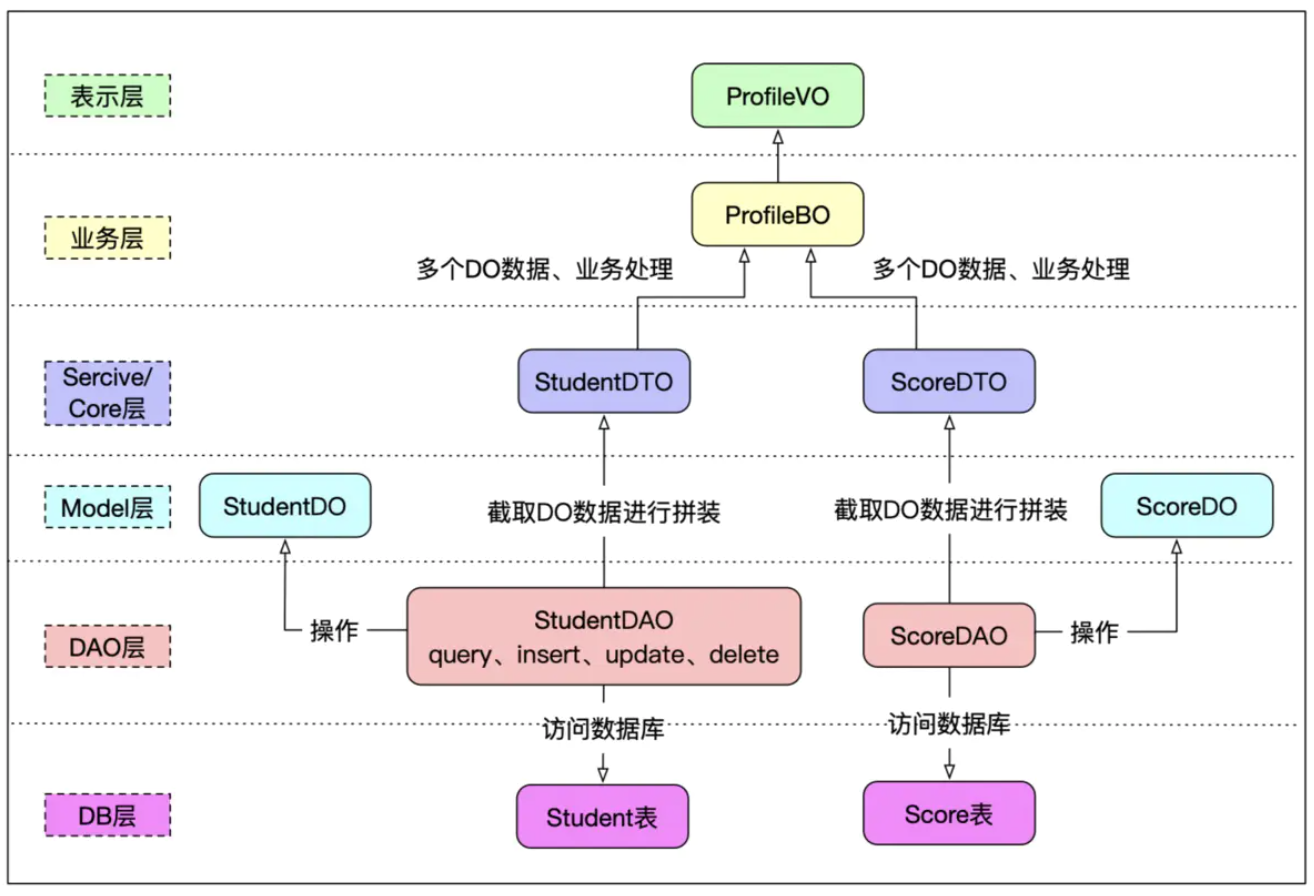 表示层
ProfileVO
业务层
ProfileBO
多个DO数据、业务处理
多个DO数据、业务处理
Sercive/
Core层
StudentDTO
ScoreDTO
Model层
StudentDO
截取DO数据进行拼装
截取DO数据进行拼装
ScoreDO
DAO层
操作
StudentDAO
query、insert、update、delete
ScoreDAO
操作
访问数据库
访问数据库
DB层
Student表
Score表